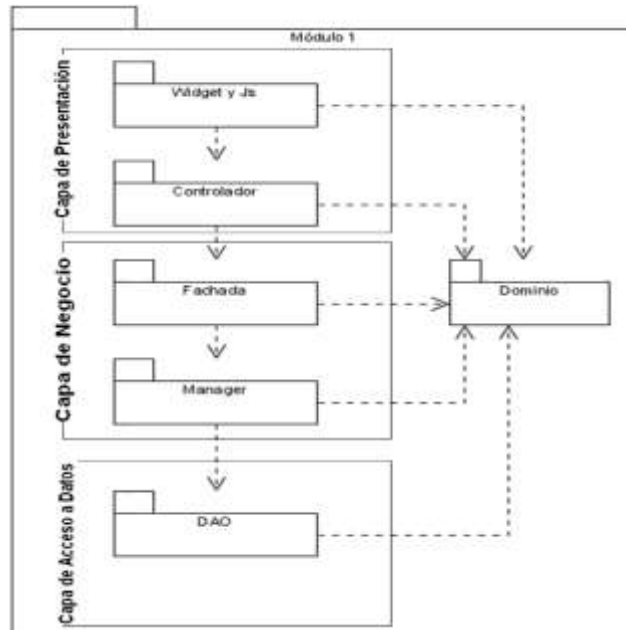 Módulo 1
Capa de Presentación
Widget y Js
Controlador
Capa de Negocio
Fachada
Dominio
Manager
Capa de Acceso a Datos
DAO